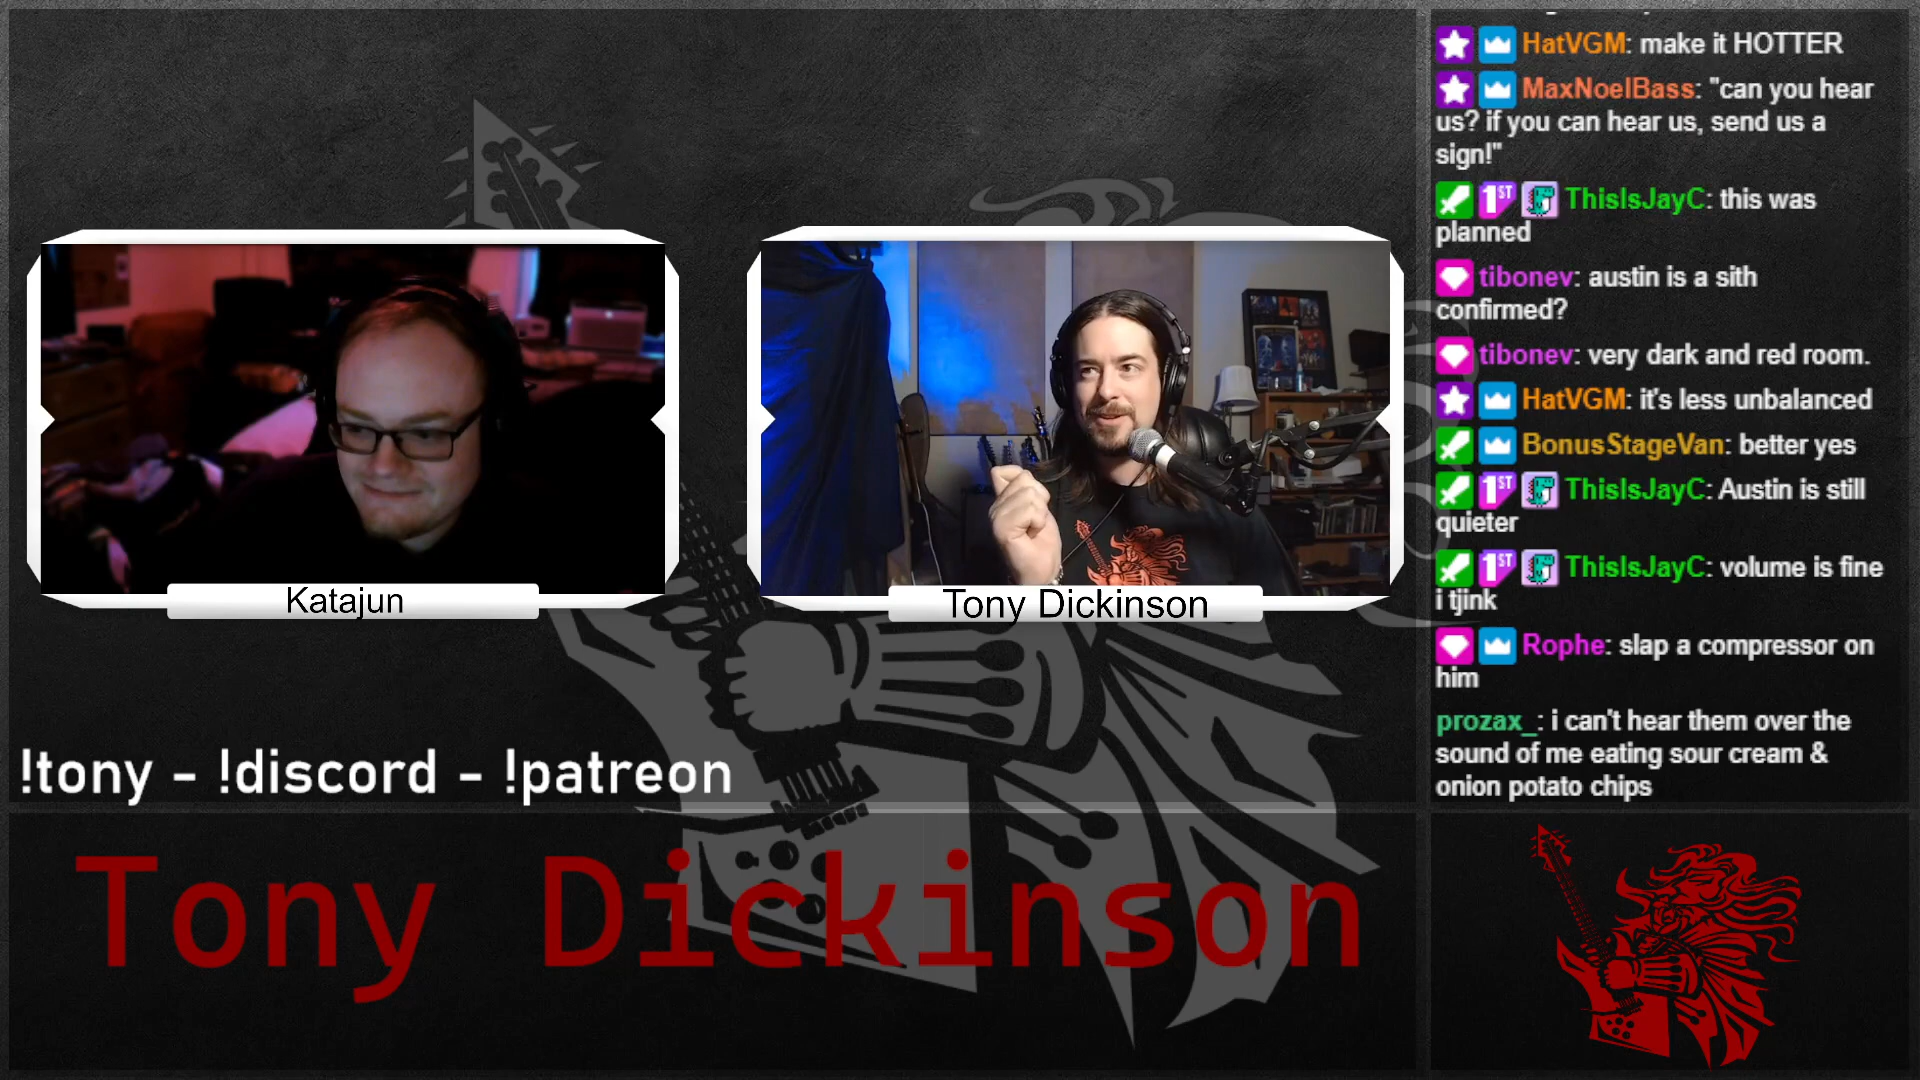 HatVGM: make it HOTTER
MaxNoelBass: "can you hear
us? if you can hear us, send us a
sign!"
1ST ThisIsJayC: this was
planned
tibonev: austin is a sith
confirmed?
tibonev: very dark and red room.
HatVGM: it's less unbalanced
BonusStageVan: better yes
1ST ThisIsJayC: Austin is still
quieter
1ST ThisIsJayC: volume is fine
i tjink
Rophe: slap a compressor on
him
prozax_: i can't hear them over the
sound of me eating sour cream &
onion potato chips
Katajun
Tony Dickinson
!tony - !discord - !patreon
Tony Dickinson